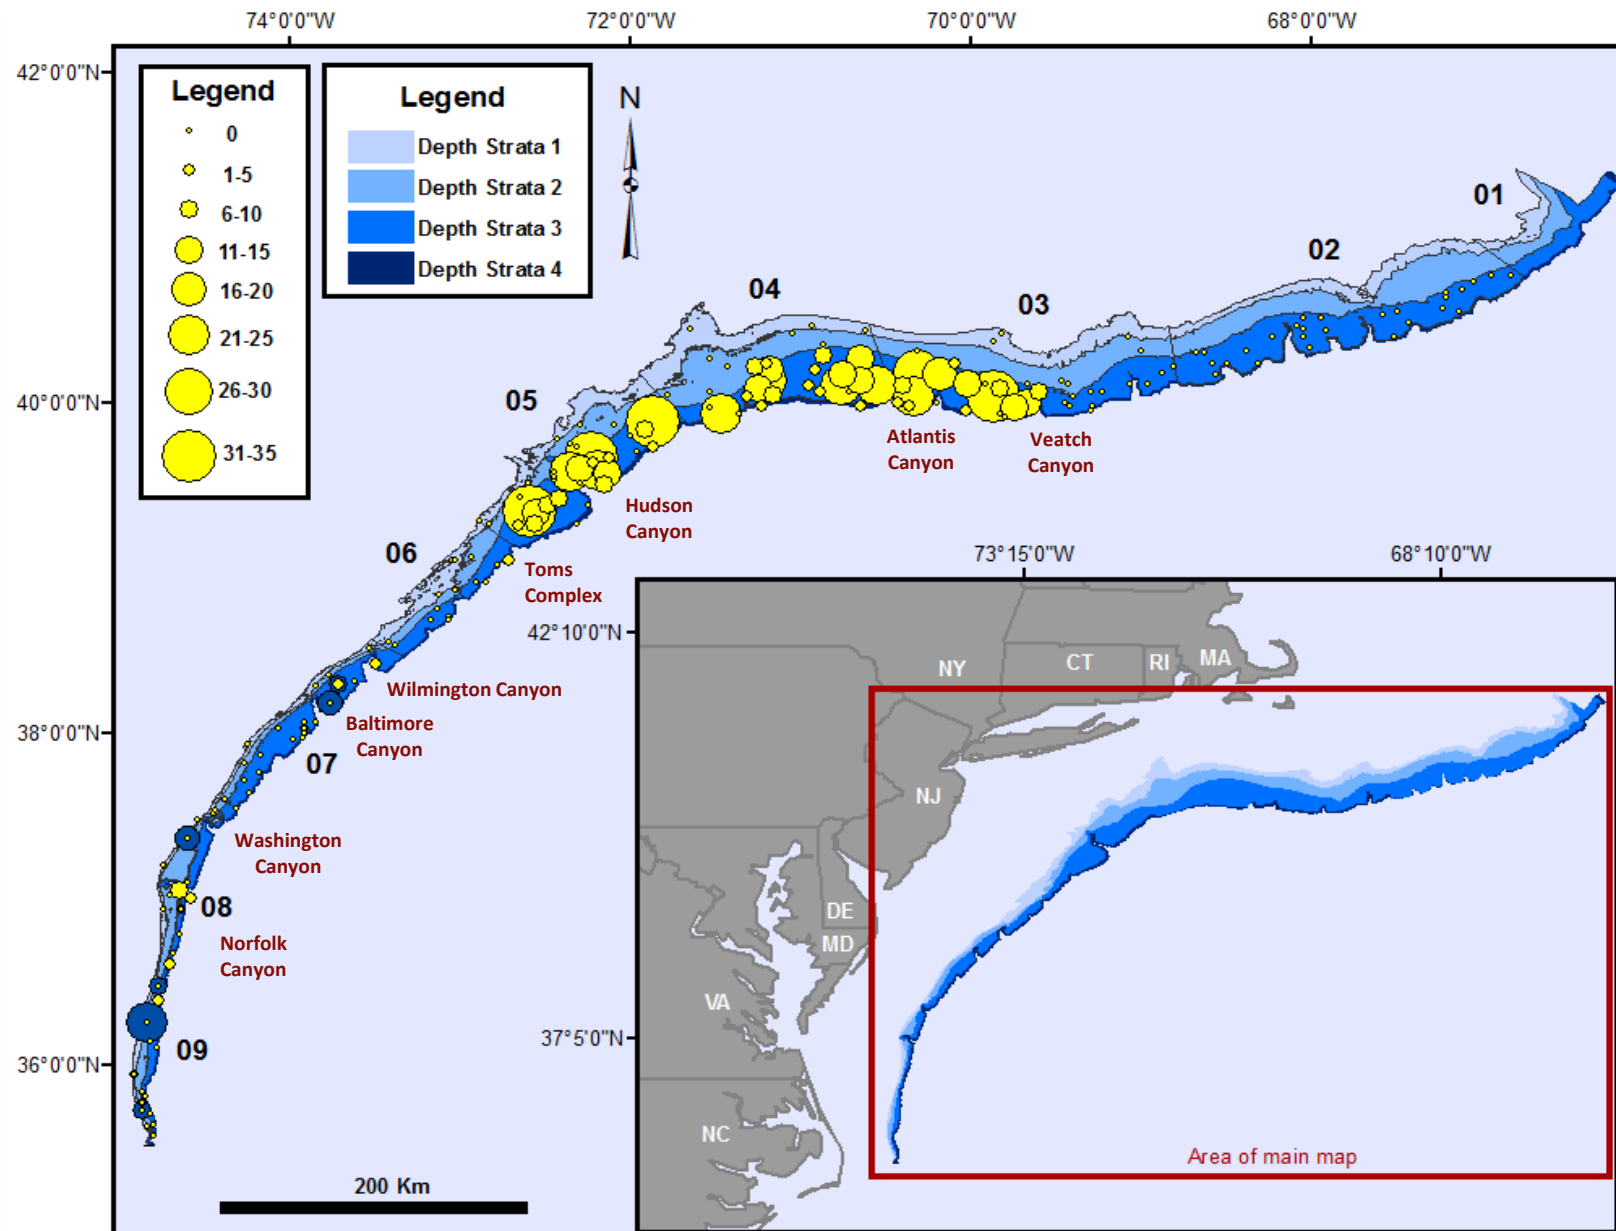 74°0'0"W
72°0'0"W
70°0'0"W
68°0'0"W
42°0'0"N
40°0'0"N
38°0'0"N
36°0'0"N
Legend
0
1-5
6-10
11-15
16-20
21-25
26-30
31-35
Legend
Depth Strata 1
Depth Strata 2
Depth Strata 3
Depth Strata 4
N
01
02
03
04
05
06
07
08
09
Atlantis
Canyon
Veatch
Canyon
Hudson
Canyon
Toms
Complex
Wilmington Canyon
Baltimore
Canyon
Washington
Canyon
Norfolk
Canyon
200 Km
73°15'0"W
68°10'0"W
42°10'0"N
37°5'0"N
NY
CT
RI
MA
NJ
DE
MD
VA
NC
Area of main map